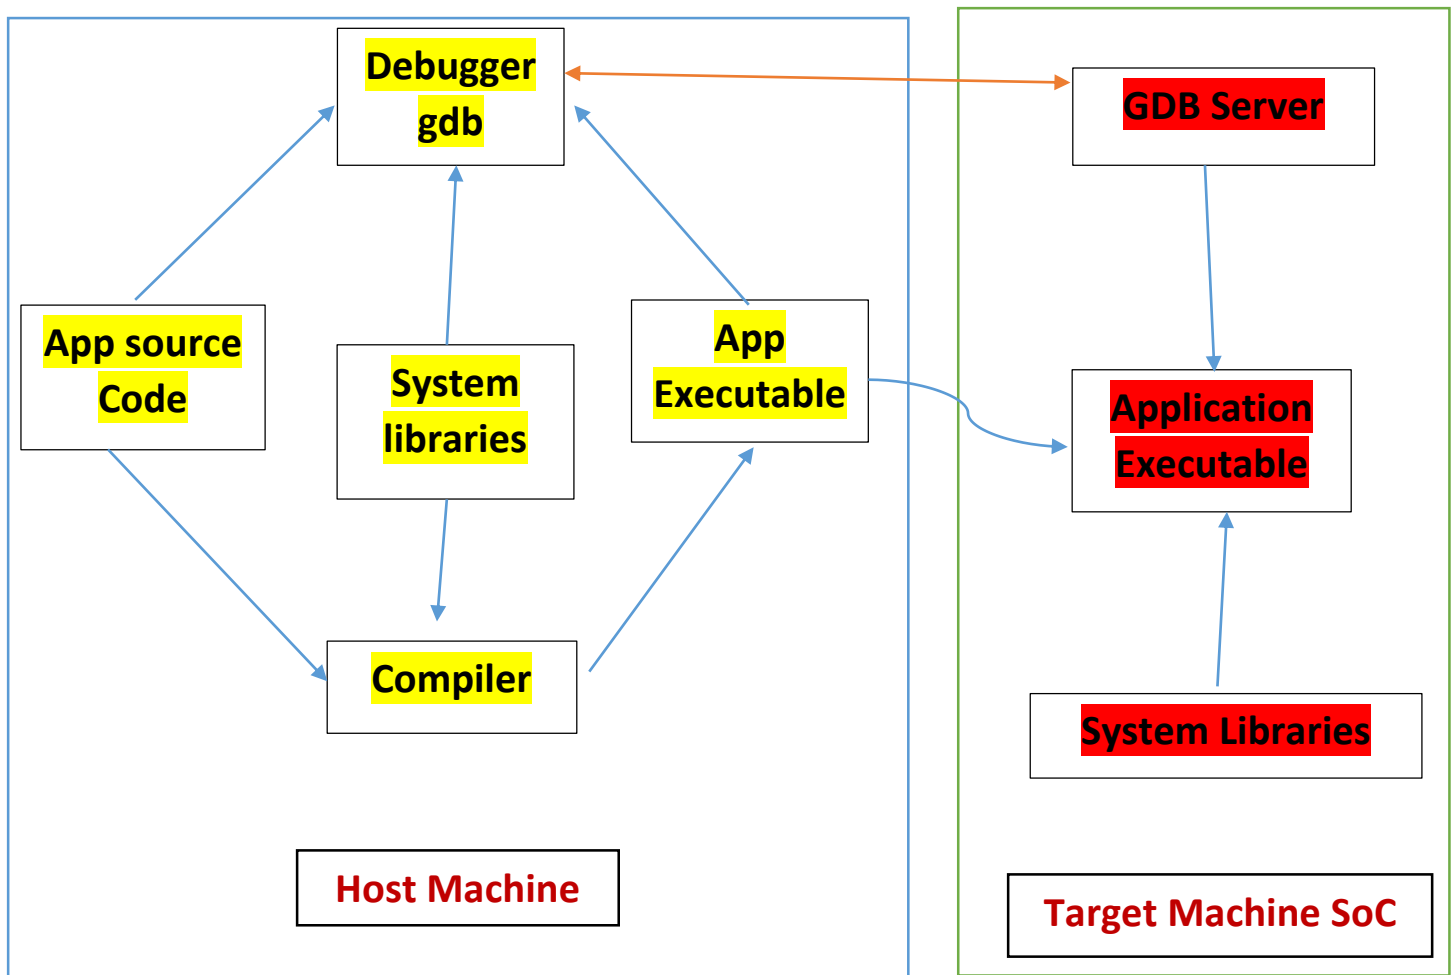 Debugger
gdb
GDB Server
App source
Code
System
libraries
App
Executable
Application
Executable
Compiler
System Libraries
Host Machine
Target Machine SoC